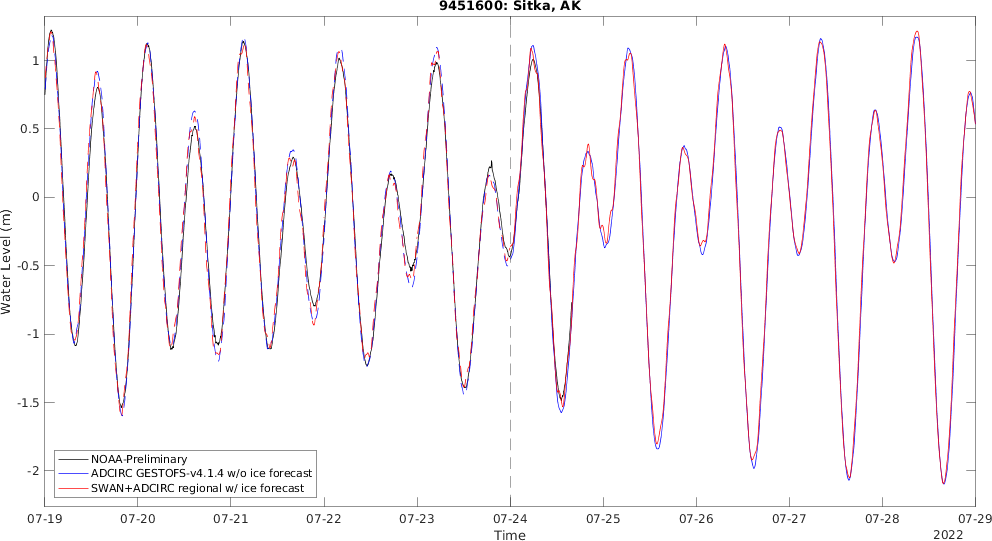 9451600: Sitka, AK
Water Level (m)
1
0.5
0
-0.5
-1
-1.5
-2
NOAA-Preliminary
ADCIRC GESTOFS-v4.1.4 w/o ice forecast
SWAN+ADCIRC regional w/ ice forecast
07-19 07-20 07-21 07-22 07-23 07-24 07-25 07-26 07-27 07-28 07-29
Time
2022